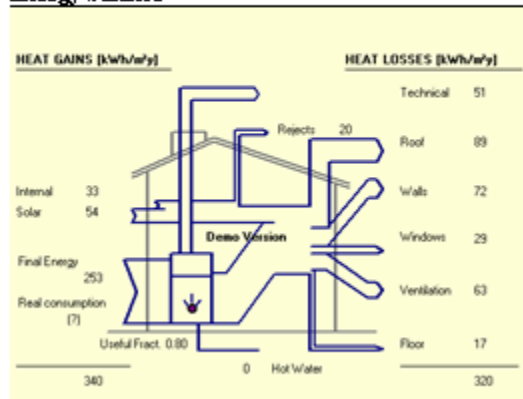 HEAT GAINS [kWh/m²y]
HEAT LOSSES [kWh/m²y]
Technical 51
Rejects 20
Roof 89
Internal 33
Walls 72
Solar 54
Demo Version
Windows 29
Final Energy
253
Real consumption
(?)
Ventilation 63
Useful Fract. 0.80
Floor 17
0 Hot Water
340
320